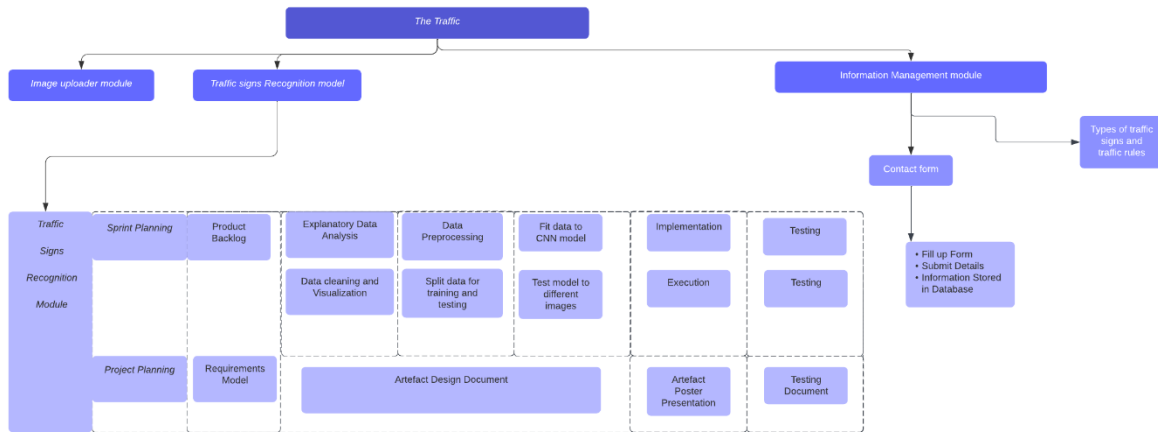 The Traffic
Image uploader module
Traffic signs Recognition model
Information Management module
Types of traffic
signs and
traffic rules
Contact form
• Fill up Form
• Submit Details
• Information Stored
in Database
Traffic
Signs
Recognition
Module
Sprint Planning
Product
Backlog
Explanatory Data
Analysis
Data
Preprocessing
Fit data to
CNN model
Implementation
Testing
Data cleaning and
Visualization
Split data for
training and
testing
Test model to
different
images
Execution
Testing
Project Planning
Requirements
Model
Artefact Design Document
Artefact
Poster
Presentation
Testing
Document